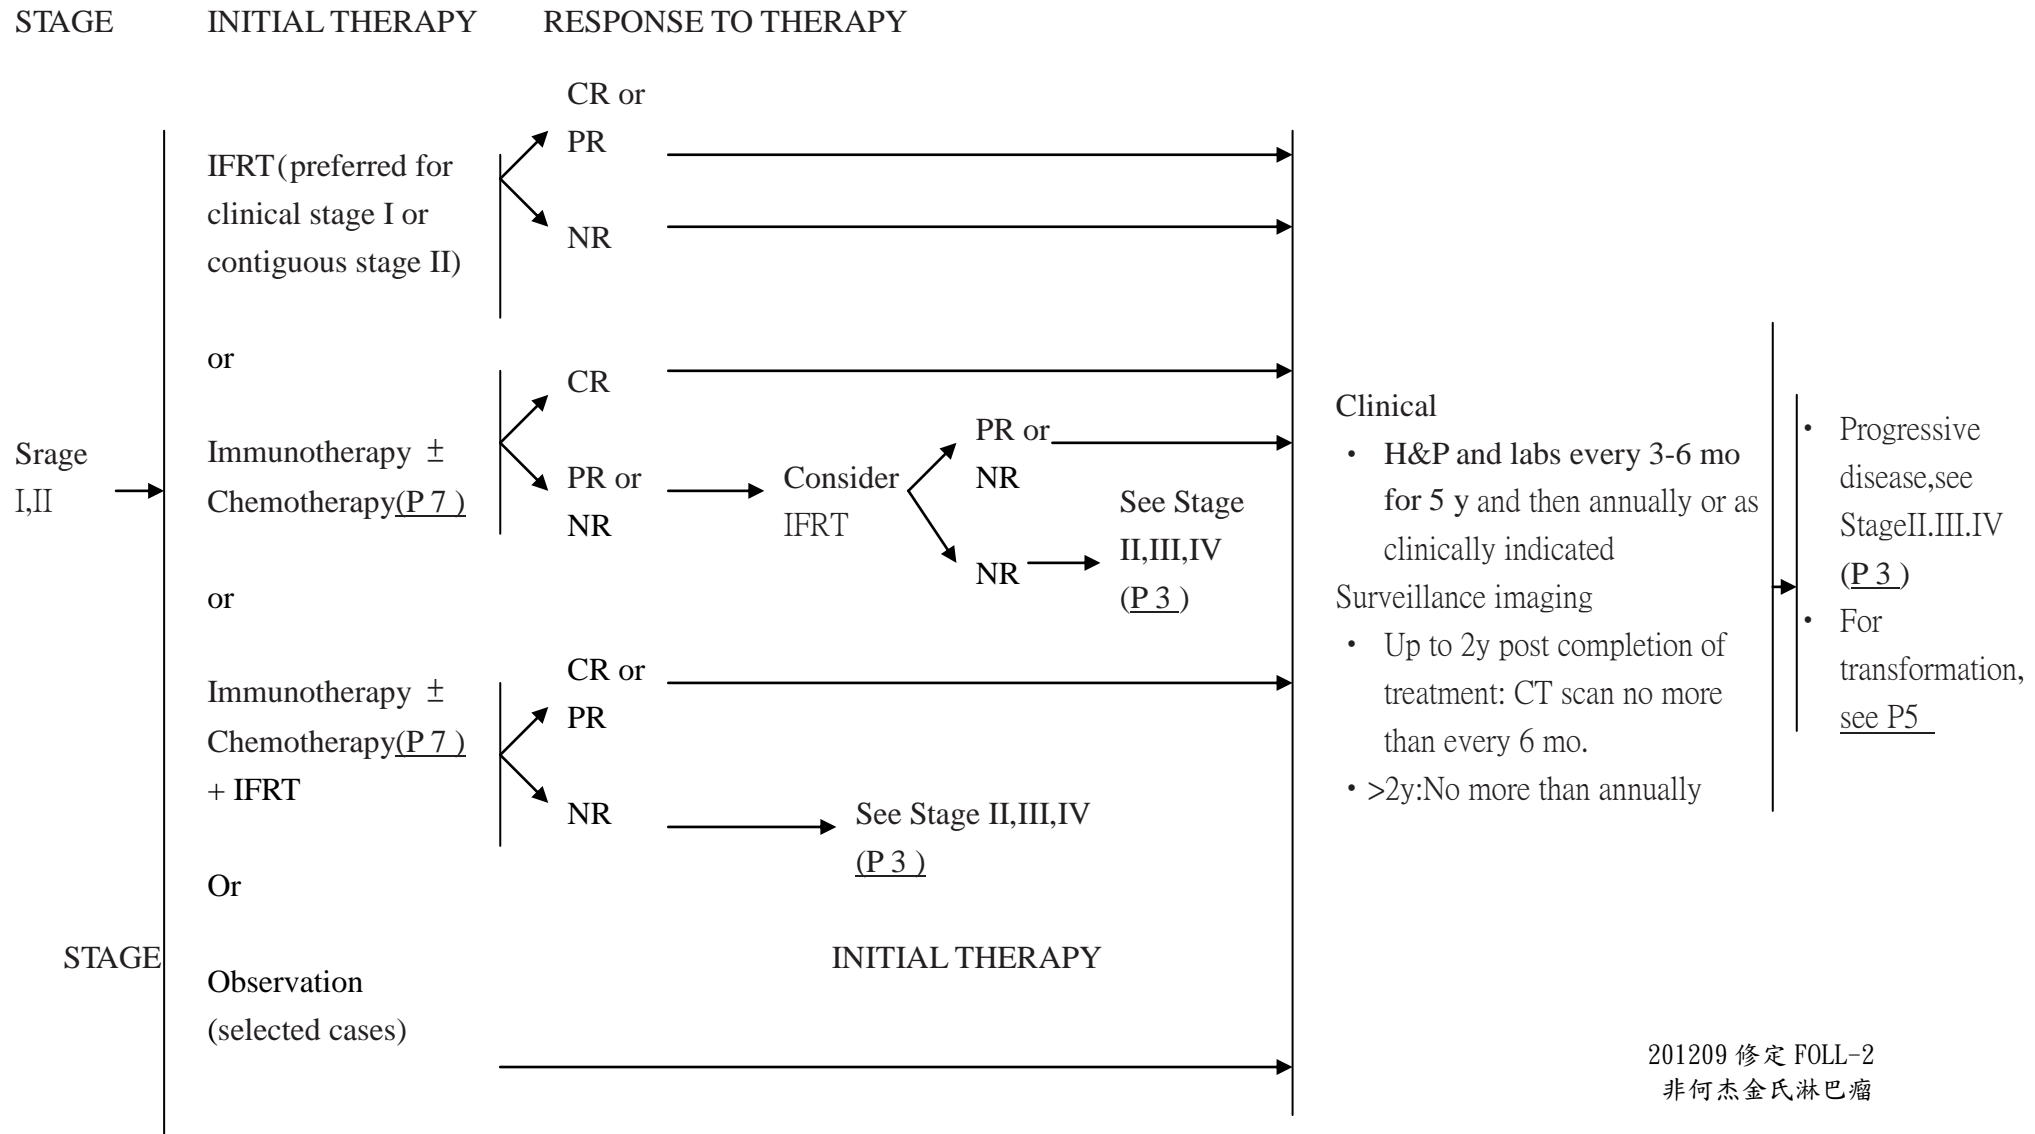 STAGE INITIAL THERAPY RESPONSE TO THERAPY
CR or
PR
IFRT(preferred for
clinical stage I or
contiguous stage II)
NR
or
CR
Srage
I,II
Immunotherapy ±
Chemotherapy(P 7 )
PR or
NR
Consider
IFRT
PR or
NR
NR
See Stage
II,III,IV
(P 3 )
or
Immunotherapy ±
Chemotherapy(P 7 )
+ IFRT
CR or
PR
NR
See Stage II,III,IV
(P 3 )
Or
STAGE INITIAL THERAPY
Observation
(selected cases)
Clinical
• H&P and labs every 3-6 mo
for 5 y and then annually or as
clinically indicated
Surveillance imaging
• Up to 2y post completion of
treatment: CT scan no more
than every 6 mo.
• >2y:No more than annually
• Progressive
disease,see
StageII.III.IV
(P 3 )
• For
transformation,
see P5
201209 修定 FOLL-2
非何杰金氏淋巴瘤